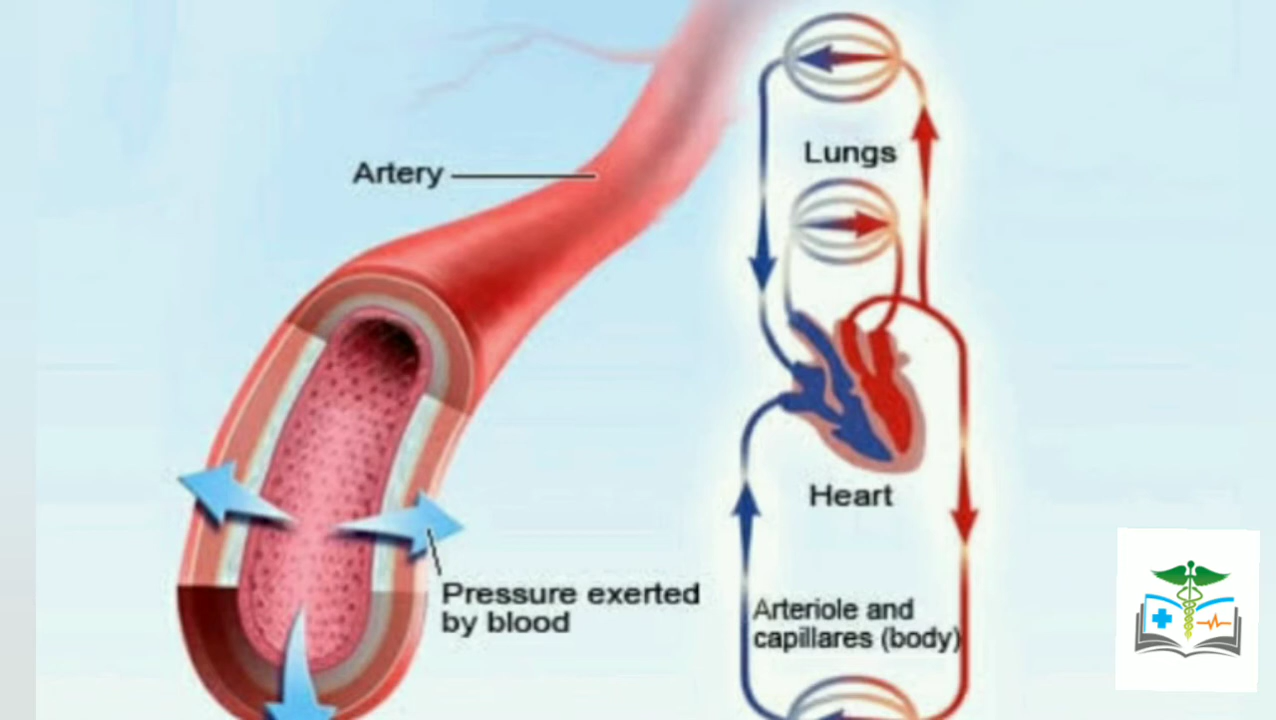 Artery
Lungs
Heart
Pressure exerted
by blood
Arteriole and
capillares (body)